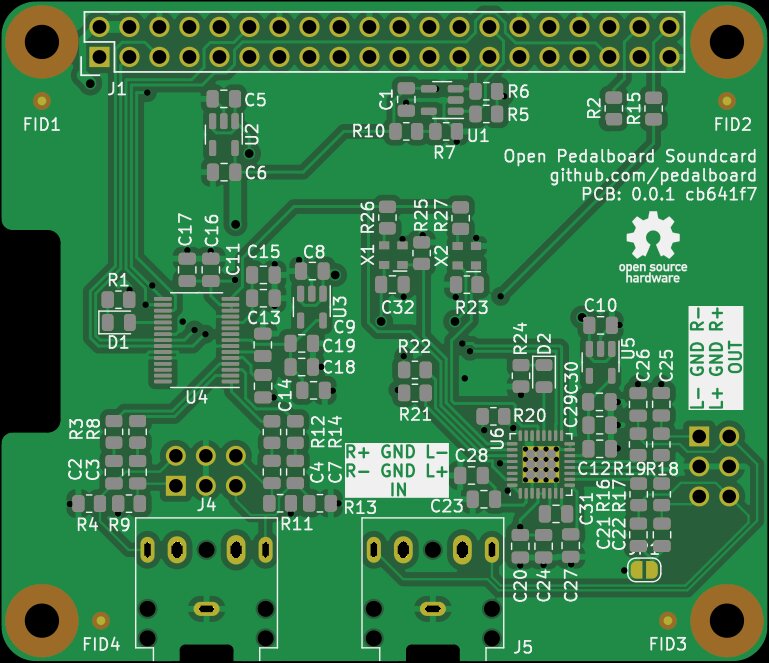 J1
FID1
C5
U2
C6
C1
R10
R7
U1
R6
R5
R2
R15
FID2
Open Pedalboard Soundcard
github.com/pedalboard
PCB: 0.0.1 cb641f7
open source
hardware
C17
C16
C11
C15
C13
C8
U3
C9
C19
C18
C14
R26
X1
R25
R27
X2
C32
R23
R1
D1
U4
R22
R21
R24
D2
C10
U5
C30
C29
C12
C26
C25
L- GND R-
L+ GND R+
OUT
R20
U6
R3
R8
C2
C3
R4
R9
J4
R12
R14
C4
C7
R11
R13
R+ GND L-
R- GND L+
IN
C28
C23
C31
C20
C24
C27
R19
R18
R16
R17
C21
C22
FID4
J5
FID3